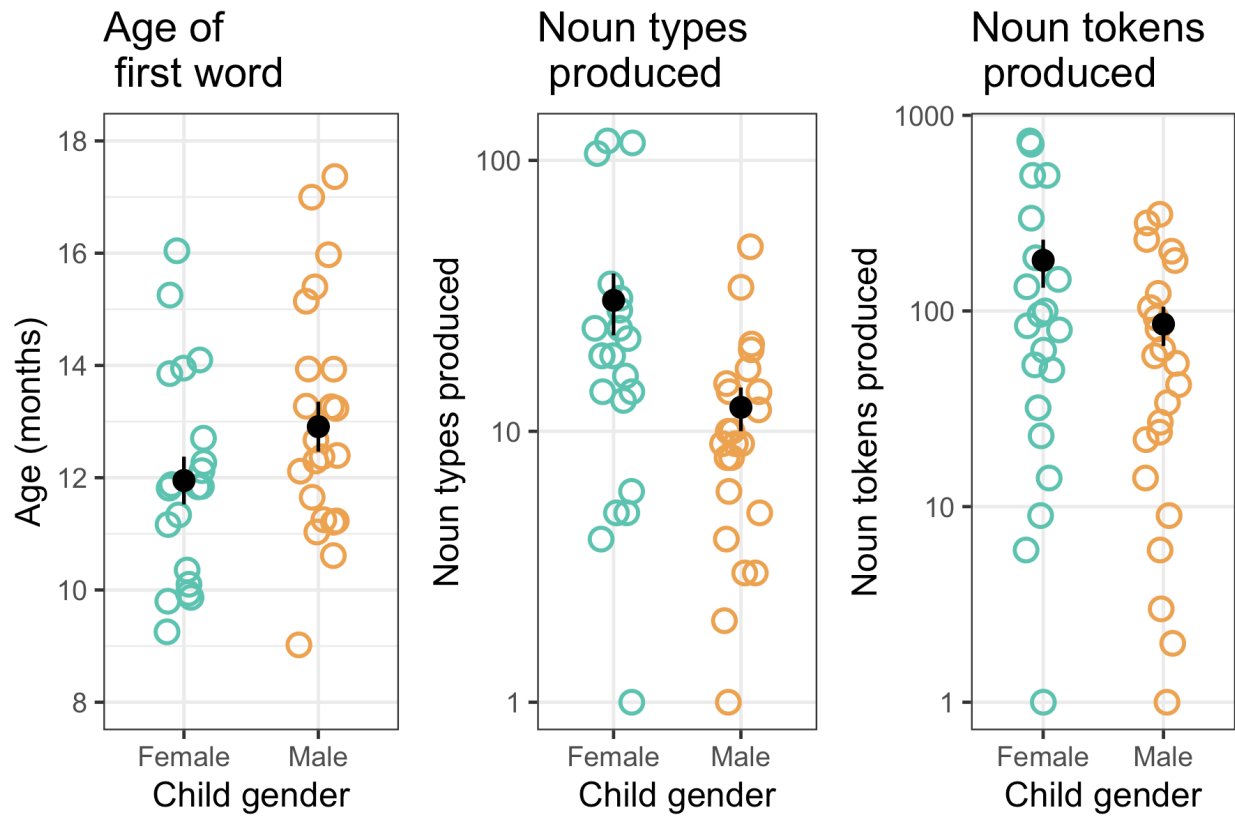 Age of
first word
Age (months)
18
16
14
12
10
8
Female
Male
Child gender
Noun types
produced
Noun types produced
100
10
1
Female
Male
Child gender
Noun tokens
produced
Noun tokens produced
1000
100
10
1
Female
Male
Child gender